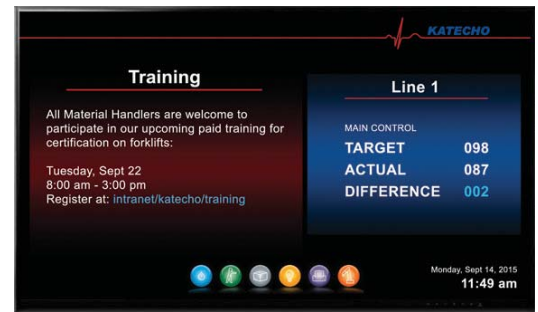 KATECHO
Training
All Material Handlers are welcome to
participate in our upcoming paid training for
certification on forklifts:
Tuesday, Sept 22
8:00 am - 3:00 pm
Register at: intranet/katecho/training
Line 1
MAIN CONTROL
TARGET 098
ACTUAL 087
DIFFERENCE 002
Monday, Sept 14, 2015
11:49 am